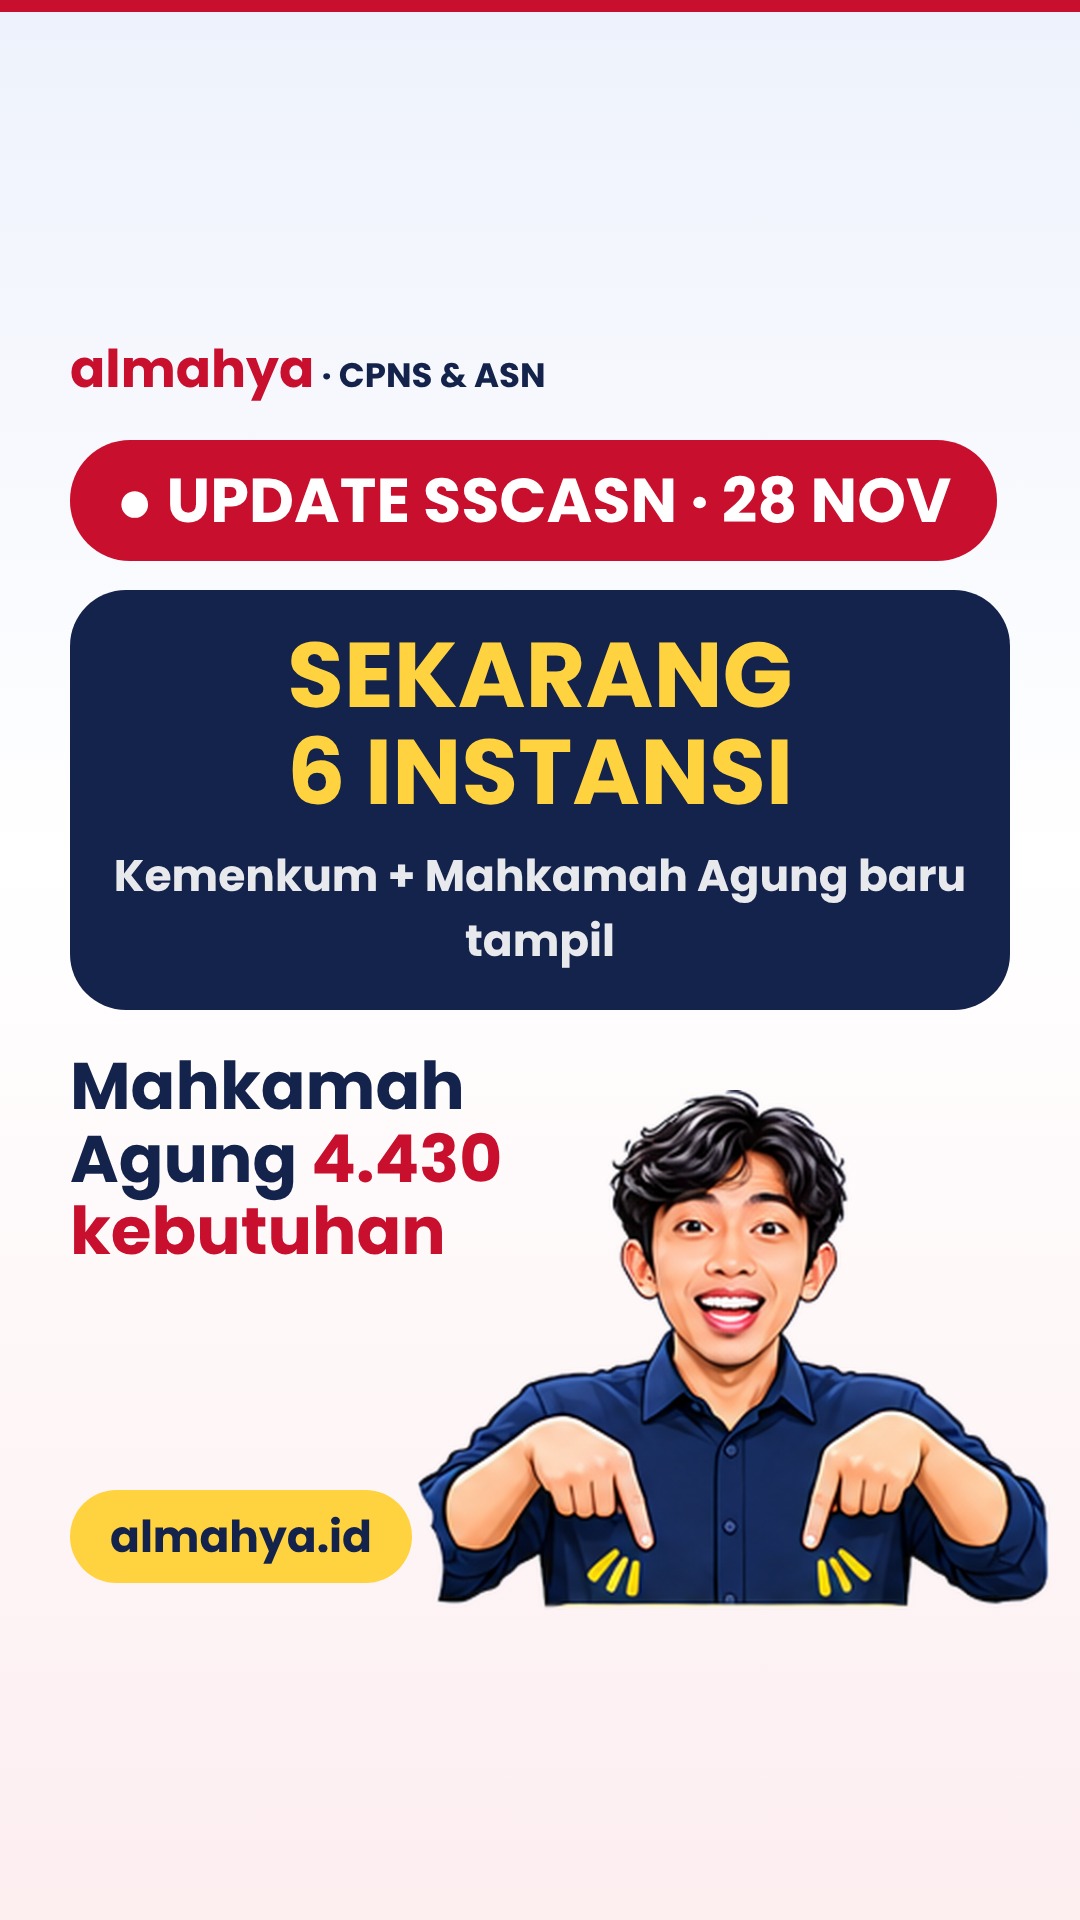 almahya · CPNS & ASN
● UPDATE SSCASN · 28 NOV
SEKARANG
6 INSTANSI
Kemenkum + Mahkamah Agung baru
tampil
Mahkamah
Agung 4.430
kebutuhan
almahya.id